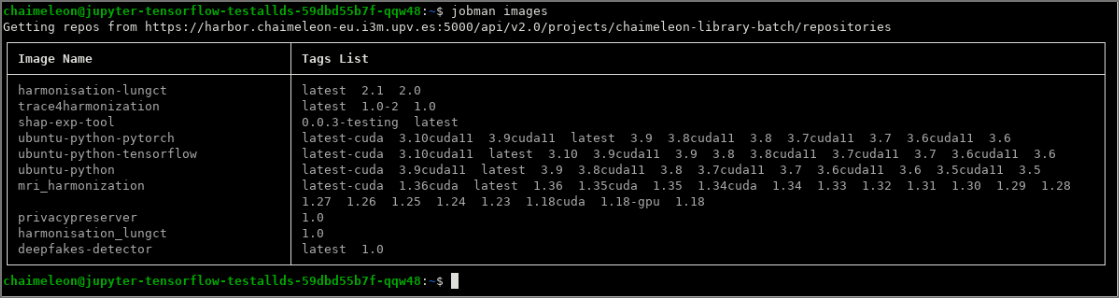 chaimeleon@jupyter-tensorflow-testallds-59dbd55b7f-qqw48:~$ jobman images
Getting repos from https://harbor.chaimeleon-eu.i3m.upv.es:5000/api/v2.0/projects/chaimeleon-library-batch/repositories
Image Name Tags List
harmonisation-lungct latest 2.1 2.0
trace4harmonization latest 1.0-2 1.0
shap-exp-tool 0.0.3-testing latest
ubuntu-python-pytorch latest-cuda 3.10cuda11 3.9cuda11 latest 3.9 3.8cuda11 3.8 3.7cuda11 3.7 3.6cuda11 3.6
ubuntu-python-tensorflow latest-cuda 3.10cuda11 latest 3.10 3.9cuda11 3.9 3.8 3.8cuda11 3.7cuda11 3.7 3.6cuda11 3.6
ubuntu-python latest-cuda 3.9cuda11 latest 3.9 3.8cuda11 3.8 3.7cuda11 3.7 3.6cuda11 3.6 3.5cuda11 3.5
mri_harmonization latest-cuda 1.36cuda latest 1.36 1.35cuda 1.35 1.34cuda 1.34 1.33 1.32 1.31 1.30 1.29 1.28
1.27 1.26 1.25 1.24 1.23 1.18cuda 1.18-gpu 1.18
privacypreserver 1.0
harmonisation_lungct 1.0
deepfakes-detector latest 1.0
chaimeleon@jupyter-tensorflow-testallds-59dbd55b7f-qqw48:~$